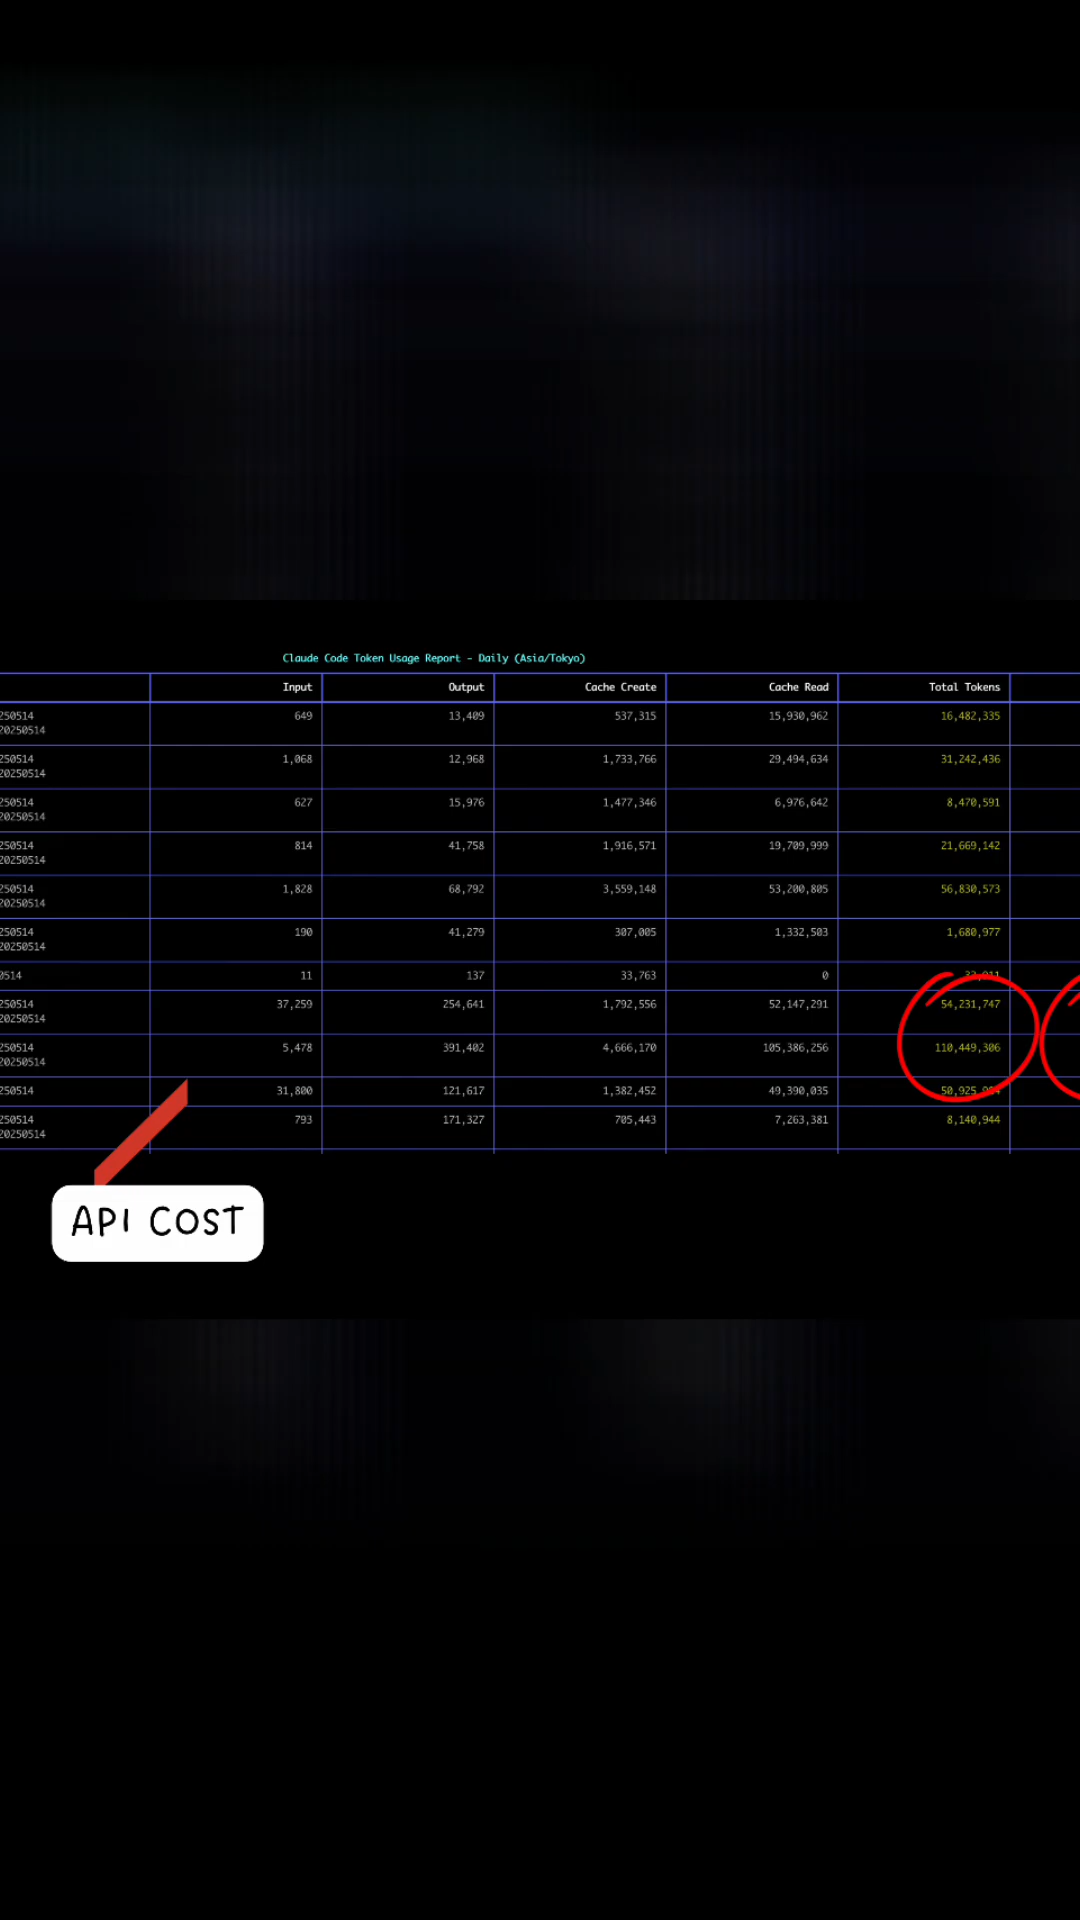 Claude Code Token Usage Report - Daily (Asia/Tokyo)
Input Output Cache Create Cache Read Total Tokens
250514 649 13,409 537,315 15,930,962 16,482,335
20250514
250514 1,068 12,968 1,733,766 29,494,634 31,242,436
20250514
250514 627 15,976 1,477,346 6,976,642 8,470,591
20250514
250514 814 41,758 1,916,571 19,709,999 21,669,142
20250514
250514 1,828 68,792 3,559,148 53,200,805 56,830,573
20250514
250514 190 41,279 307,005 1,332,503 1,680,977
20250514
0514 11 137 33,763 0
250514 37,259 254,641 1,792,556 52,147,291 54,231,747
20250514
250514 5,478 391,402 4,666,170 105,386,256 110,449,306
20250514
250514 31,800 121,617 1,382,452 49,390,035
250514 793 171,327 705,443 7,263,381 8,140,944
20250514
API COST